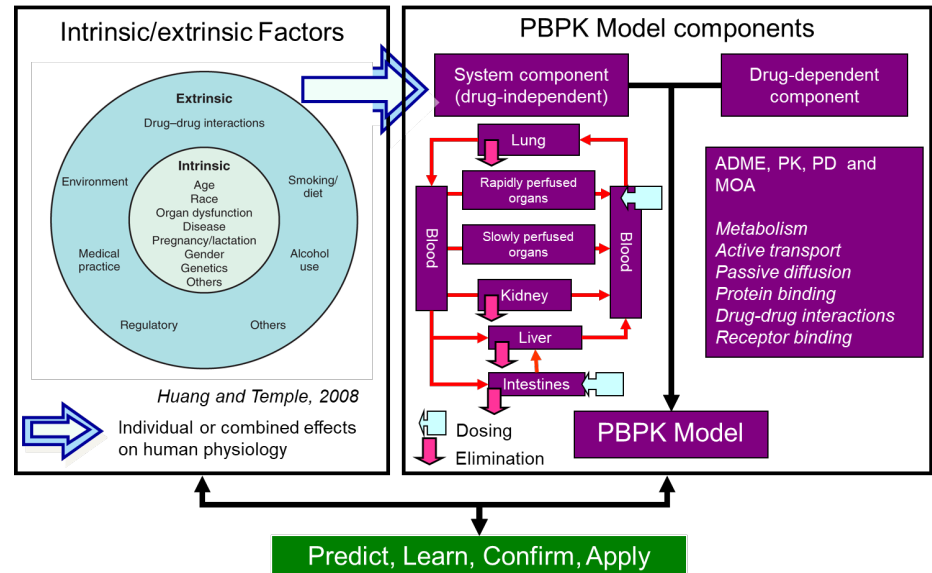 Intrinsic/extrinsic Factors
Extrinsic
Drug–drug interactions
Environment
Smoking/
diet
Medical
practice
Alcohol
use
Regulatory
Others
Intrinsic
Age
Race
Organ dysfunction
Disease
Pregnancy/lactation
Gender
Genetics
Others
Huang and Temple, 2008
Individual or combined effects
on human physiology
PBPK Model components
System component
(drug-independent)
Drug-dependent
component
Lung
Rapidly perfused
organs
Slowly perfused
organs
Kidney
Liver
Intestines
Blood
Blood
Dosing
Elimination
ADME, PK, PD and
MOA
Metabolism
Active transport
Passive diffusion
Protein binding
Drug-drug interactions
Receptor binding
PBPK Model
Predict, Learn, Confirm, Apply